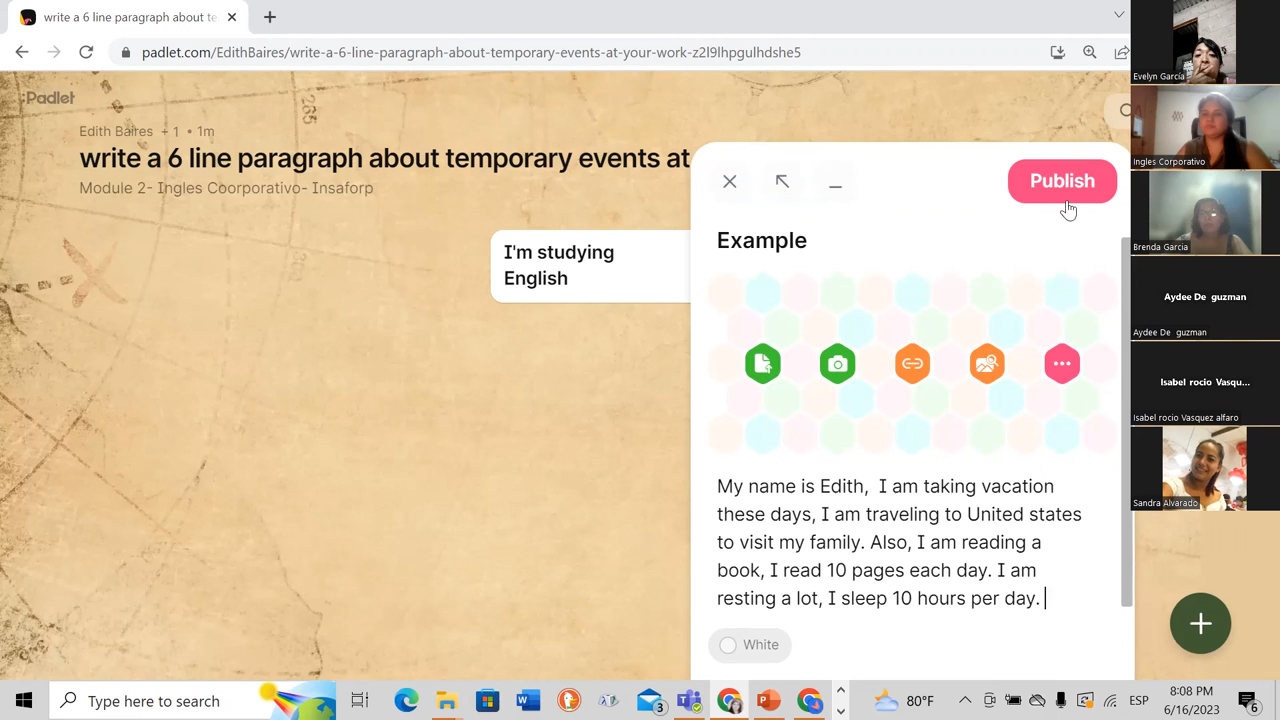 write a 6 line paragraph about te
padlet.com/EdithBaires/write-a-6-line-paragraph-about-temporary-events-at-your-work-z2l9lhpgulhdshe5
:Padlet
Edith Baires + 1 • 1m
write a 6 line paragraph about temporary events at
Module 2- Ingles Coorporativo- Insaforp
I'm studying
English
Publish
Example
My name is Edith,  I am taking vacation
these days, I am traveling to United states
to visit my family. Also, I am reading a
book, I read 10 pages each day. I am
resting a lot, I sleep 10 hours per day.
White
Evelyn García
Ingles Corporativo
Brenda Garcia
Aydee De guzman
Aydee De guzman
Isabel rocio Vasqu...
Isabel rocio Vasquez alfaro
Sandra Alvarado
285
Type here to search
3
80°F
ESP
8:08 PM
6/16/2023
6